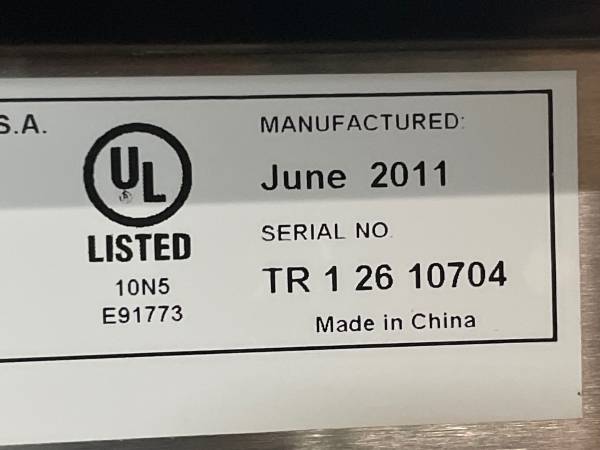 S.A.
UL
LISTED
10N5
E91773
MANUFACTURED:
June 2011
SERIAL NO.
TR 1 26 10704
Made in China